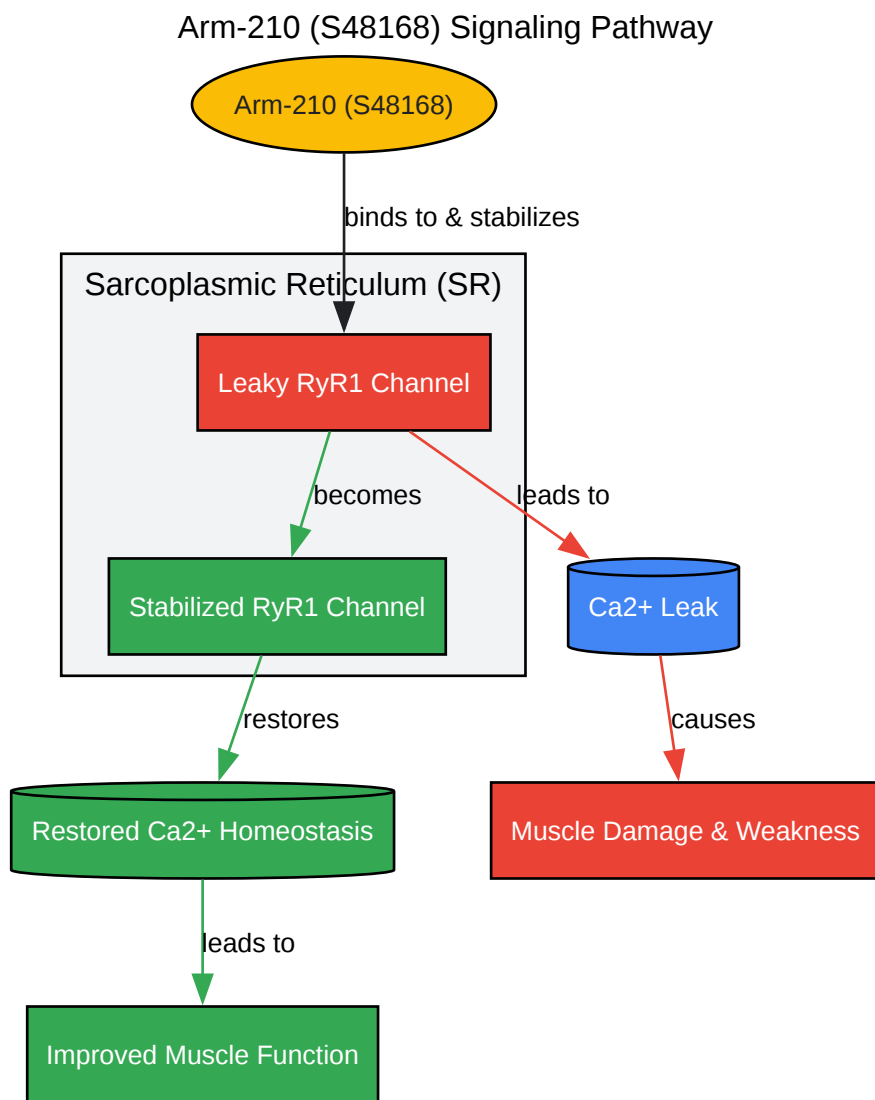 Arm-210 (S48168) Signaling Pathway
Arm-210 (S48168)
binds to & stabilizes
Sarcoplasmic Reticulum (SR)
Leaky RyR1 Channel
becomes
leads to
Stabilized RyR1 Channel
Ca2+ Leak
restores
causes
Restored Ca2+ Homeostasis
Muscle Damage & Weakness
leads to
Improved Muscle Function